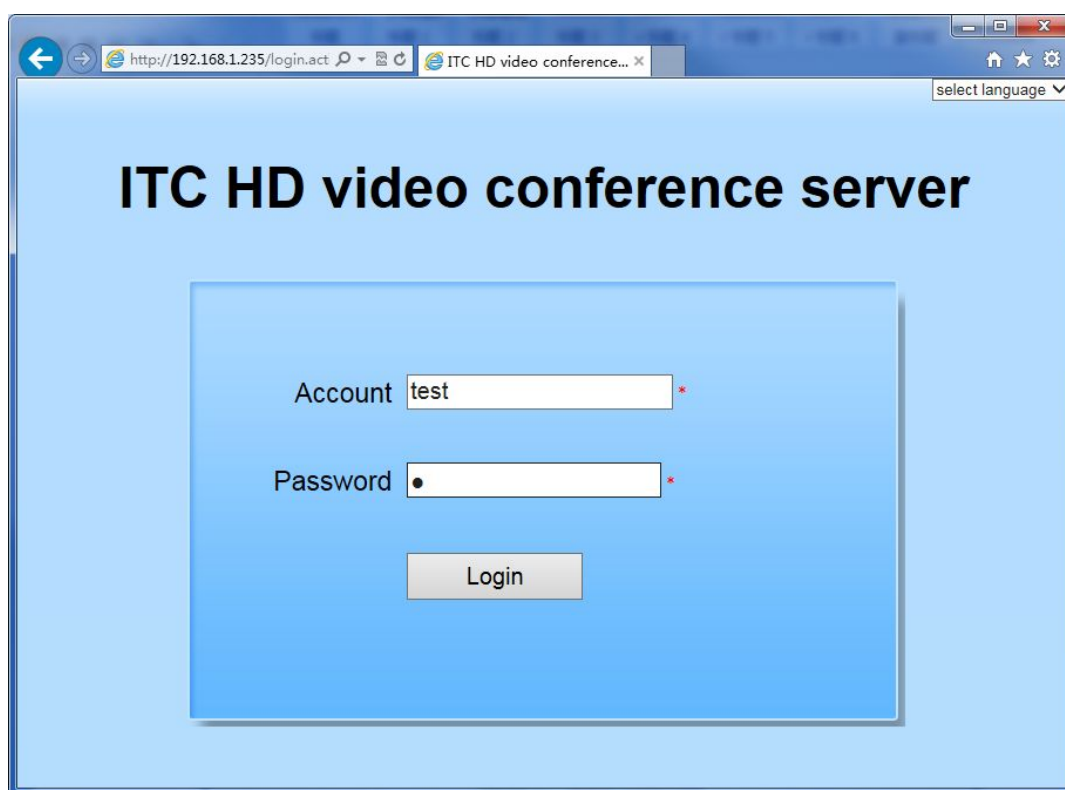 http://192.168.1.235/login.act
ITC HD video conference...
select language
ITC HD video conference server
Account test *
Password ● *
Login